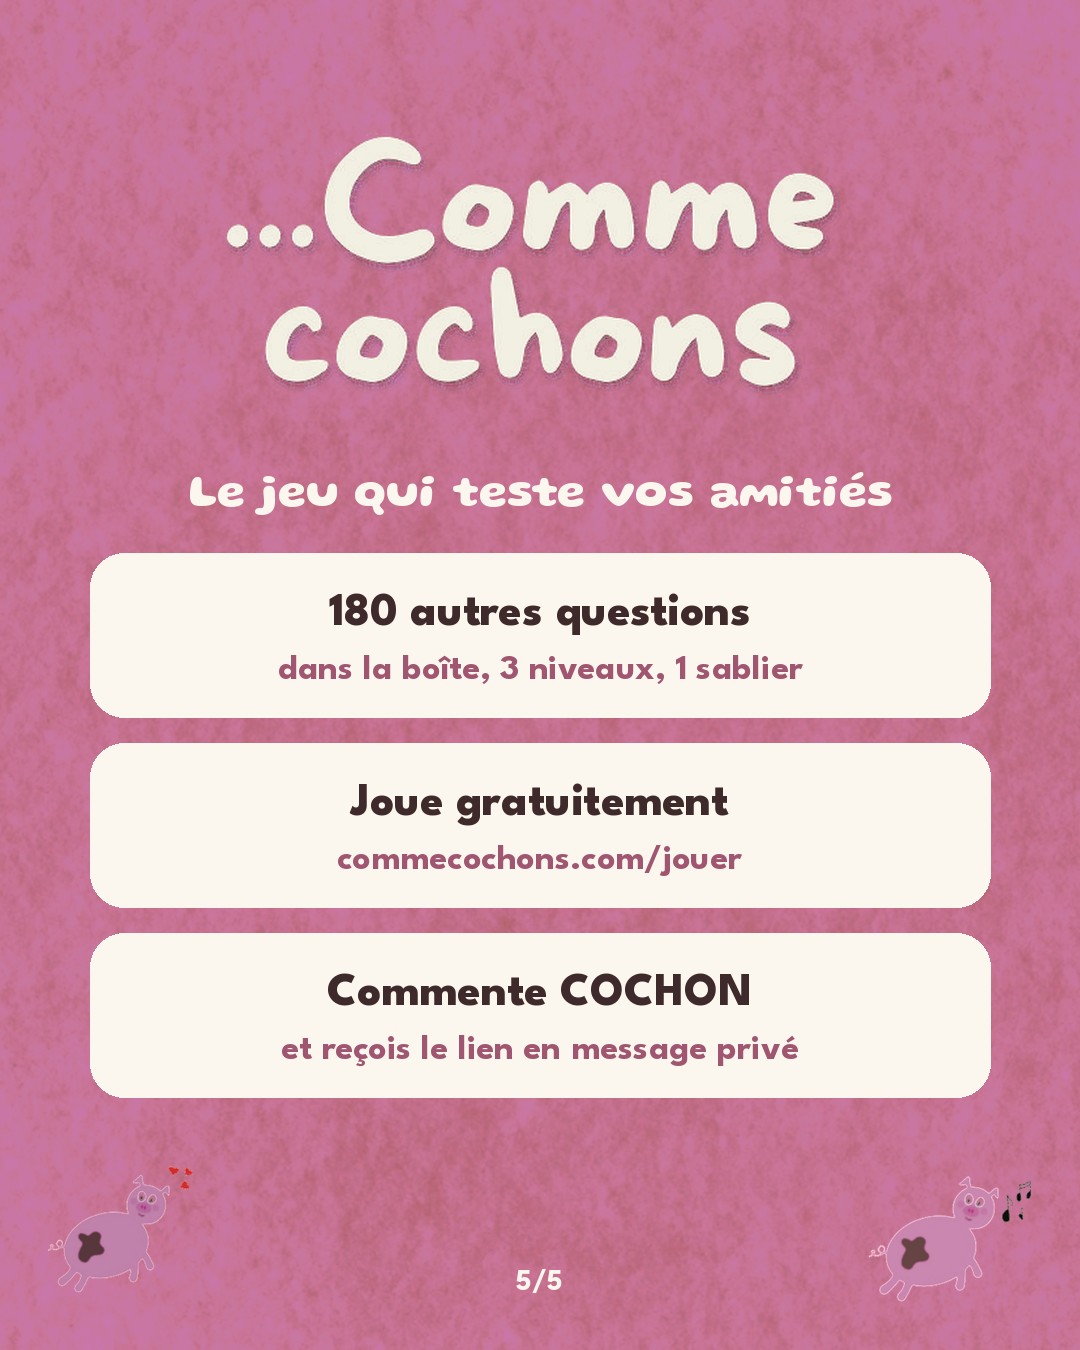 ...Comme
cochons
Le jeu qui teste vos amitiés
180 autres questions
dans la boîte, 3 niveaux, 1 sablier
Joue gratuitement
commecochons.com/jouer
Commente COCHON
et reçois le lien en message privé
5/5